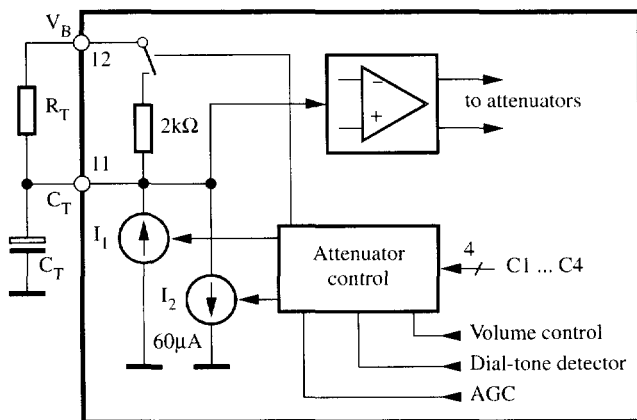 V_B
12
R_T
2kΩ
to attenuators
11
C_T
C_T
I_1
I_2
60μA
Attenuator
control
4
C1 ... C4
Volume control
Dial-tone detector
AGC
−
+